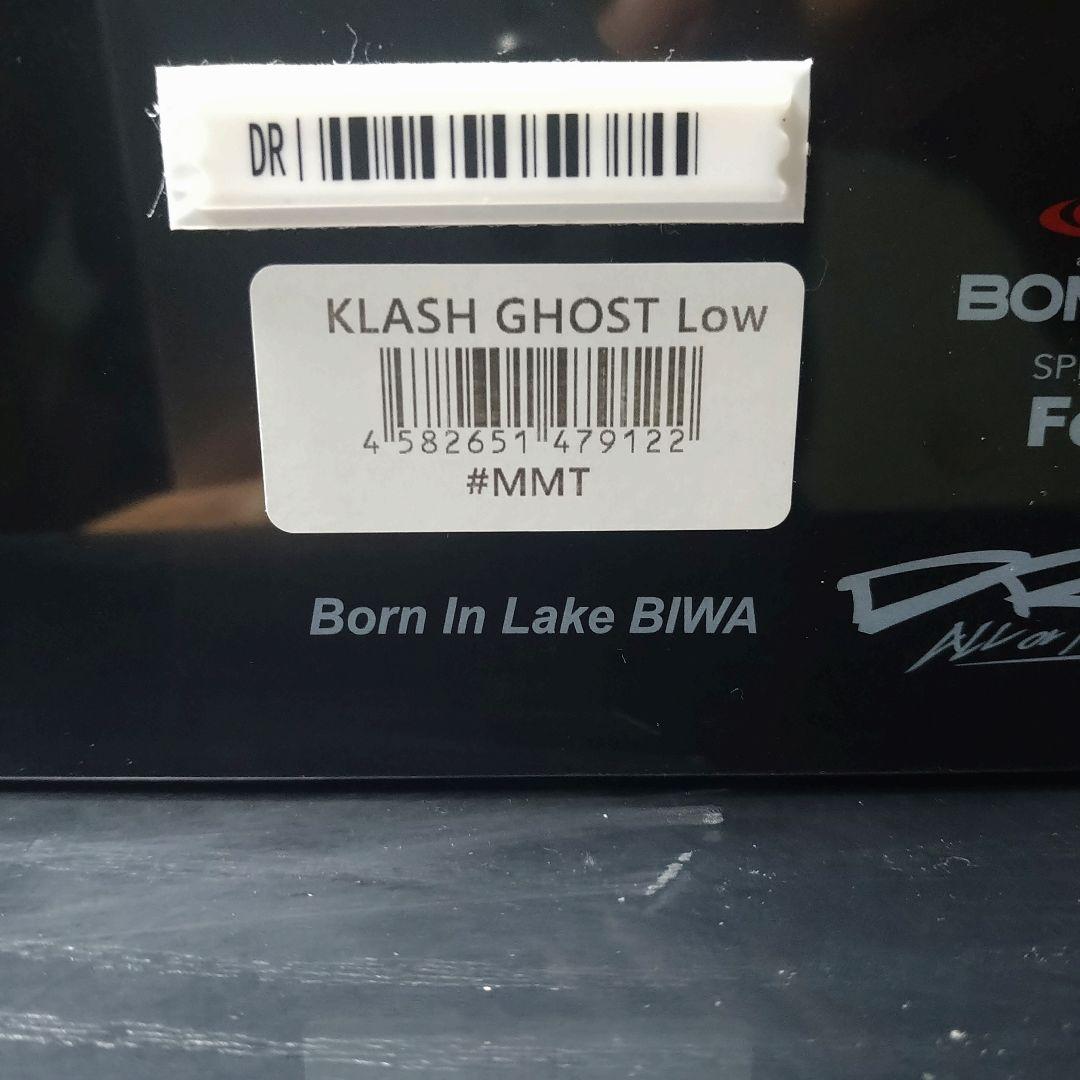 DR
KLASH GHOST Low
4 582651 479122
#MMT
Born In Lake BIWA